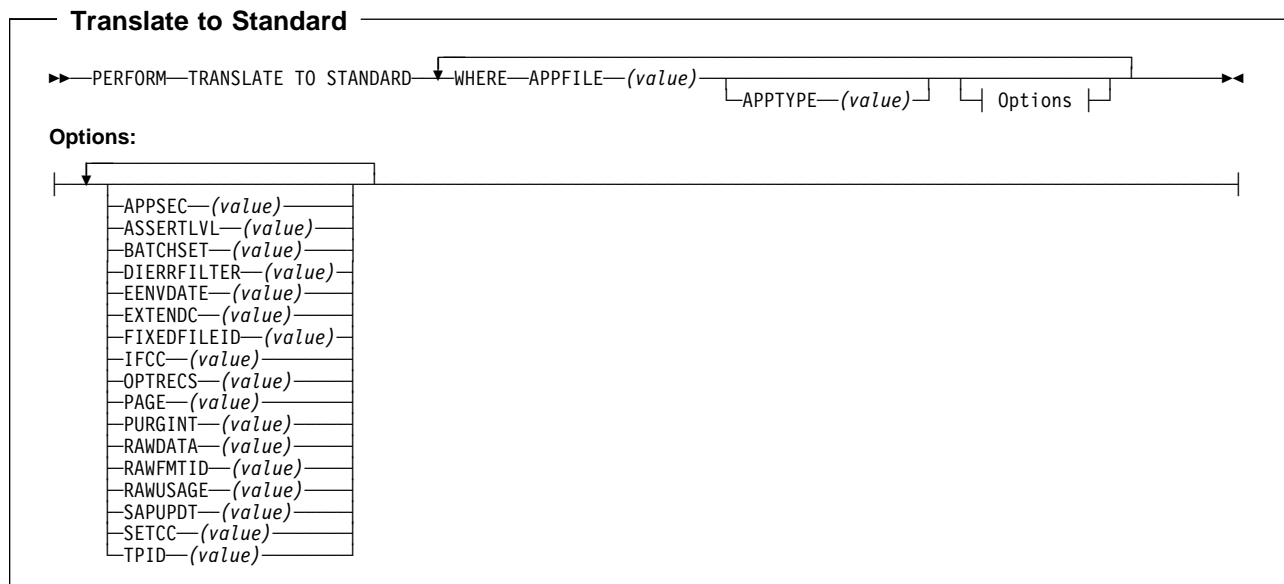 Translate to Standard
PERFORM TRANSLATE TO STANDARD WHERE APPFILE (value)
APPTYPE (value) Options
Options:
APPSEC (value)
ASSERTLVL (value)
BATCHSET (value)
DIERRFILTER (value)
EENVDATE (value)
EXTENDC (value)
FIXEDFILEID (value)
IFCC (value)
OPTRECS (value)
PAGE (value)
PURGINT (value)
RAWDATA (value)
RAWFMTID (value)
RAWUSAGE (value)
SAPUPDT (value)
SETCC (value)
TPID (value)